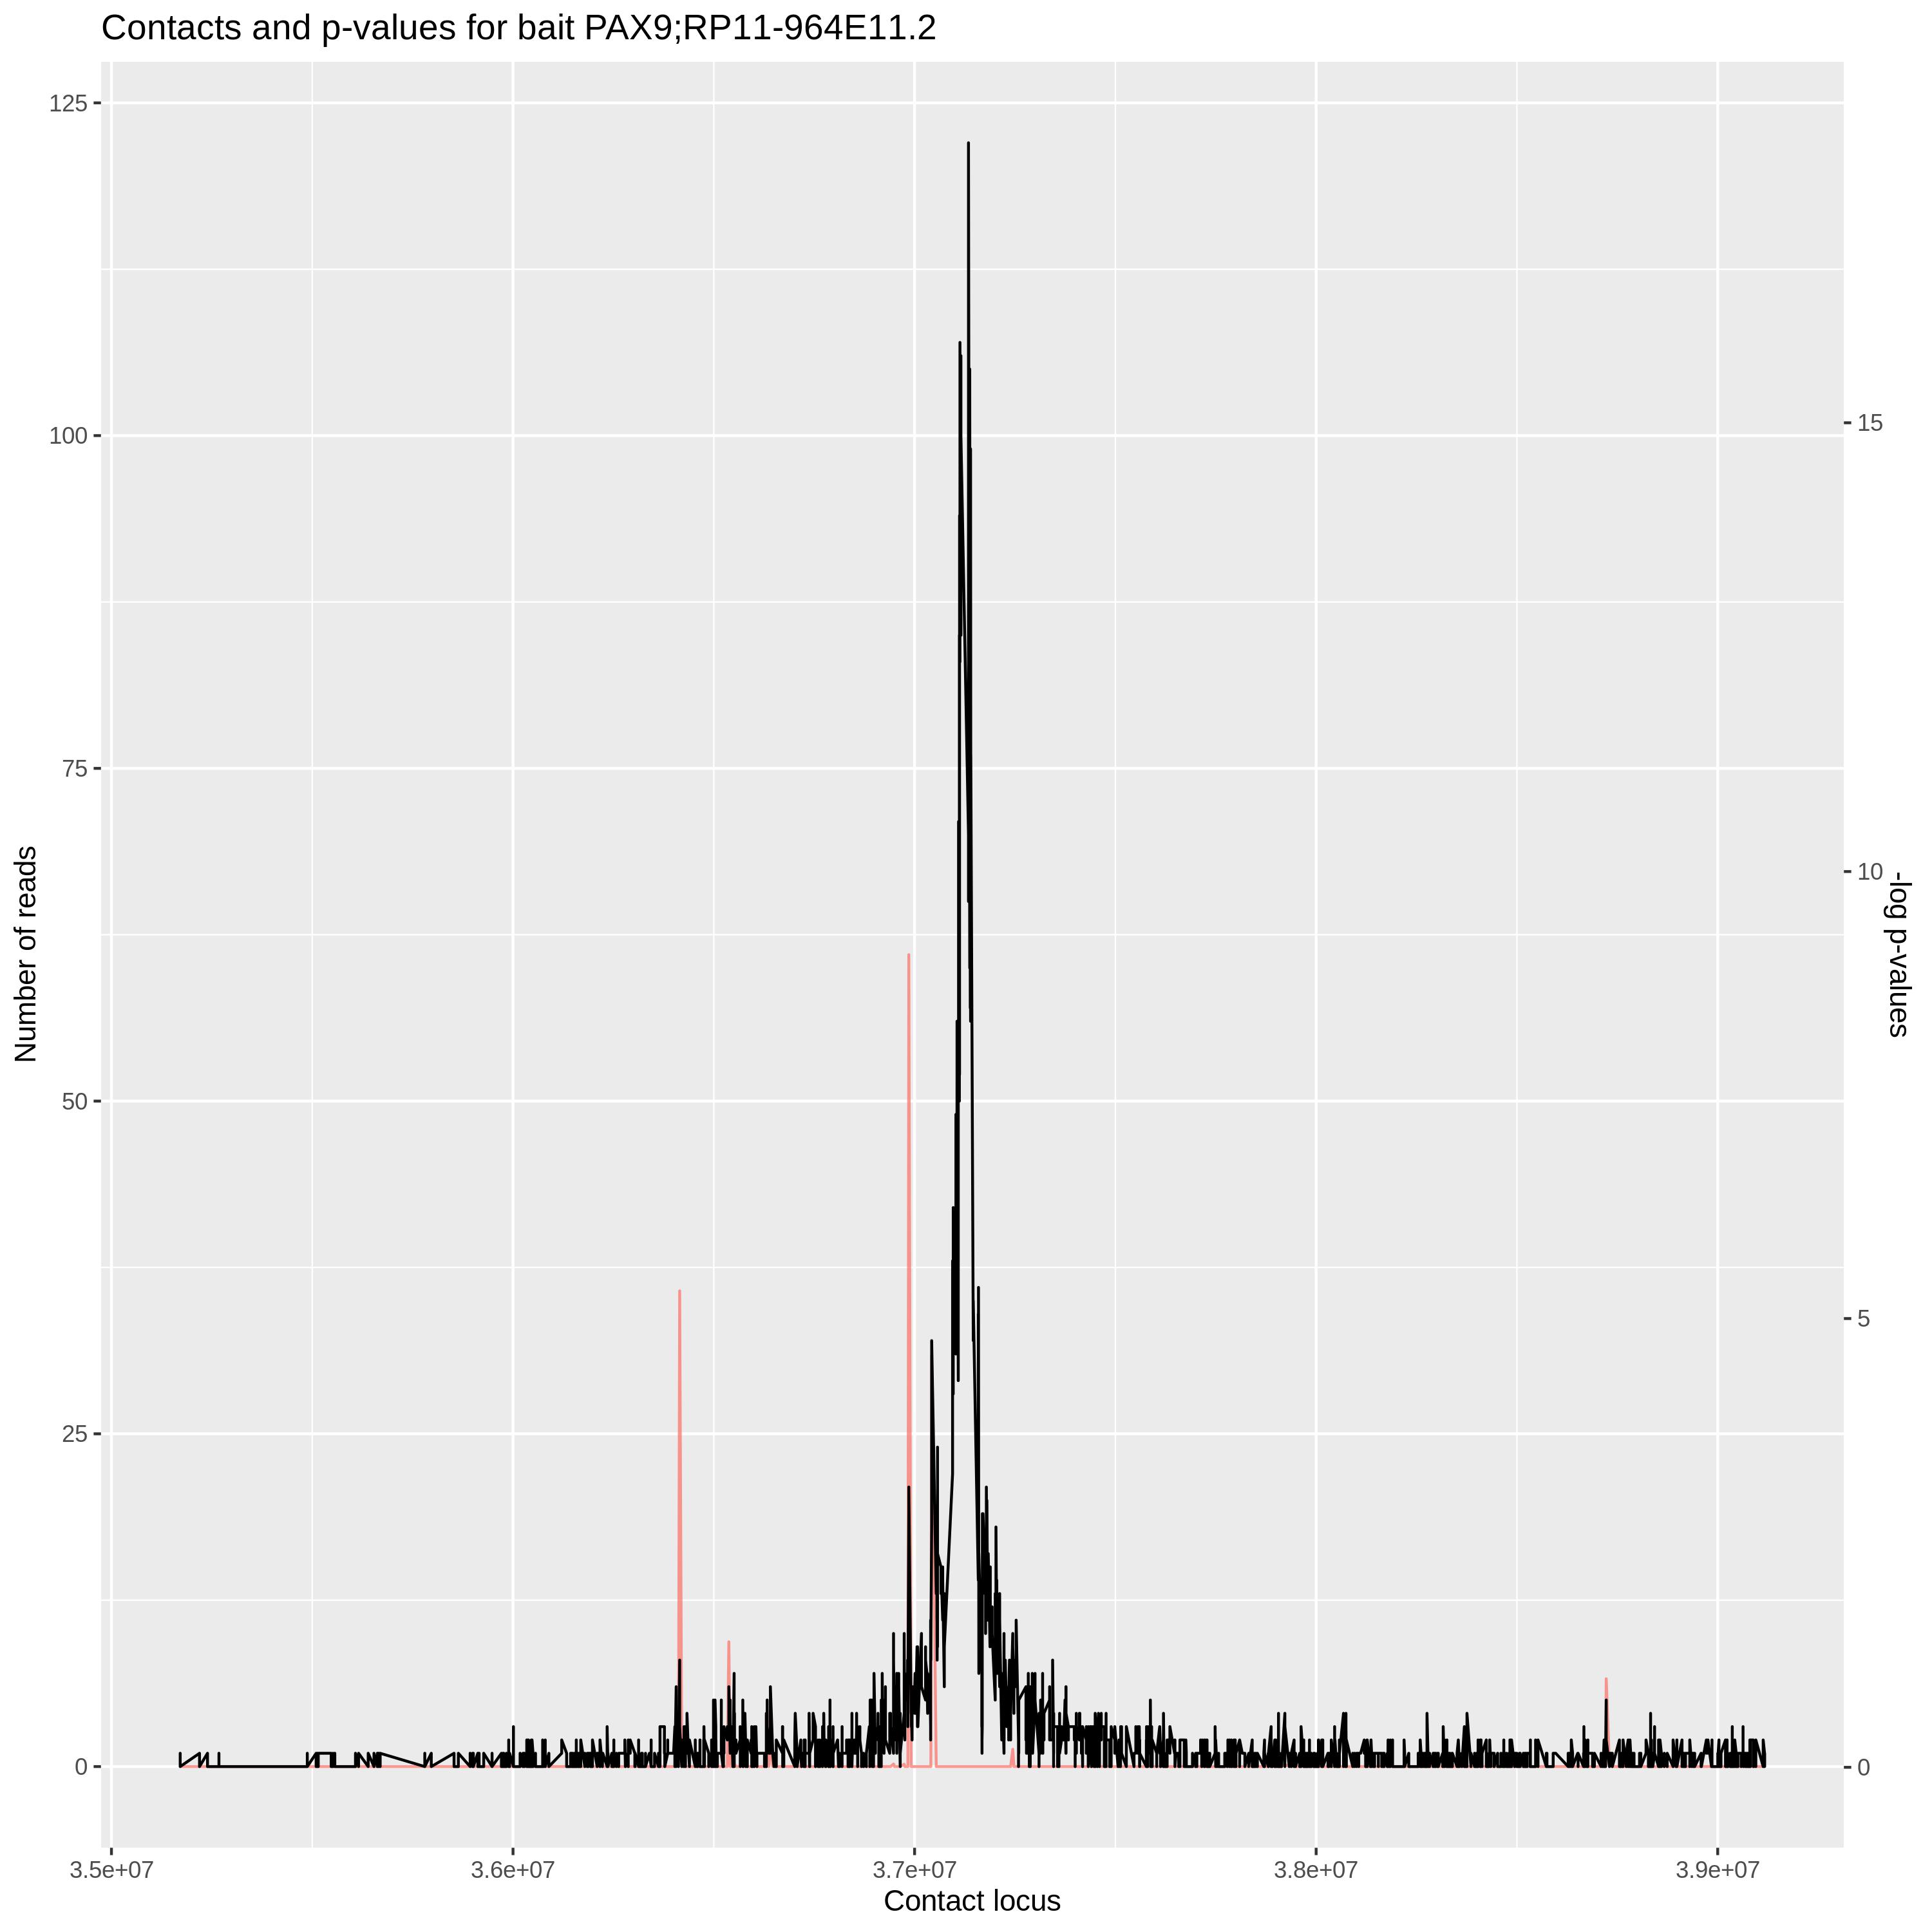 Contacts and p-values for bait PAX9;RP11-964E11.2
125
100
75
50
25
0
Number of reads
15
10
5
0
-log p-values
3.5e+07
3.6e+07
3.7e+07
3.8e+07
3.9e+07
Contact locus